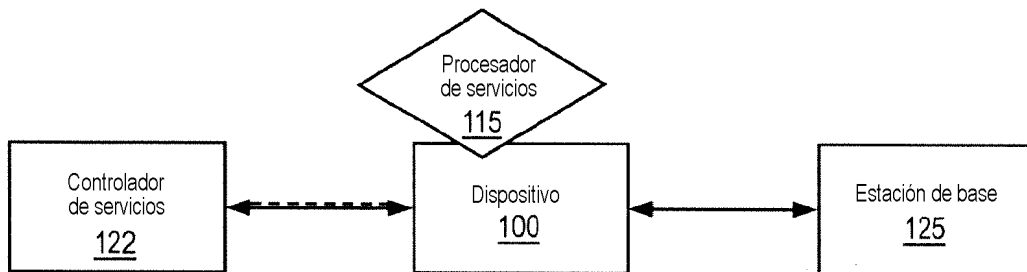 Procesador
de servicios
115
Controlador
de servicios
122
Dispositivo
100
Estación de base
125